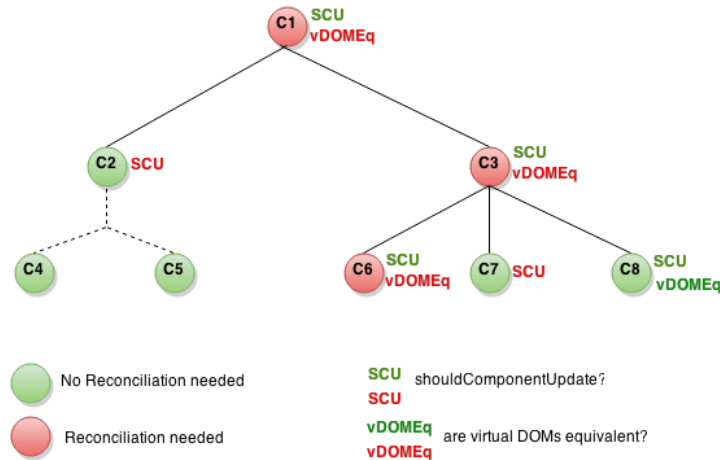 C1 SCU
vDOMEq
C2 SCU
C3 SCU
vDOMEq
C4
C5
C6 SCU
vDOMEq
C7 SCU
C8 SCU
vDOMEq
No Reconciliation needed
Reconciliation needed
SCU
SCU
shouldComponentUpdate?
vDOMEq
vDOMEq
are virtual DOMs equivalent?